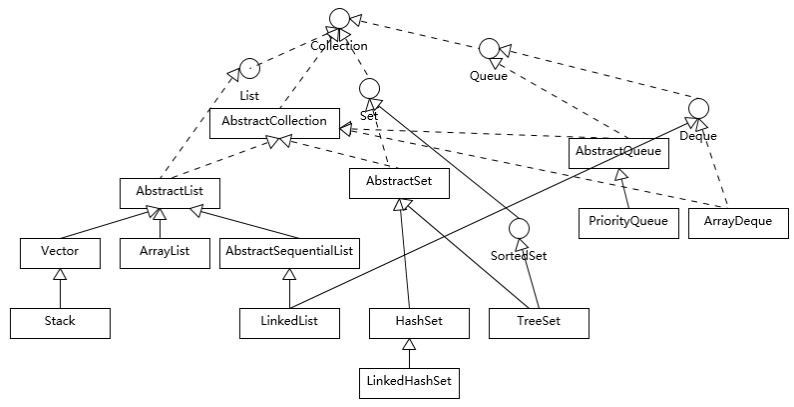 Collection
Queue
List
Set
AbstractCollection
Deque
AbstractQueue
AbstractList
AbstractSet
PriorityQueue
ArrayDeque
Vector
ArrayList
AbstractSequentialList
SortedSet
Stack
LinkedList
HashSet
TreeSet
LinkedHashSet